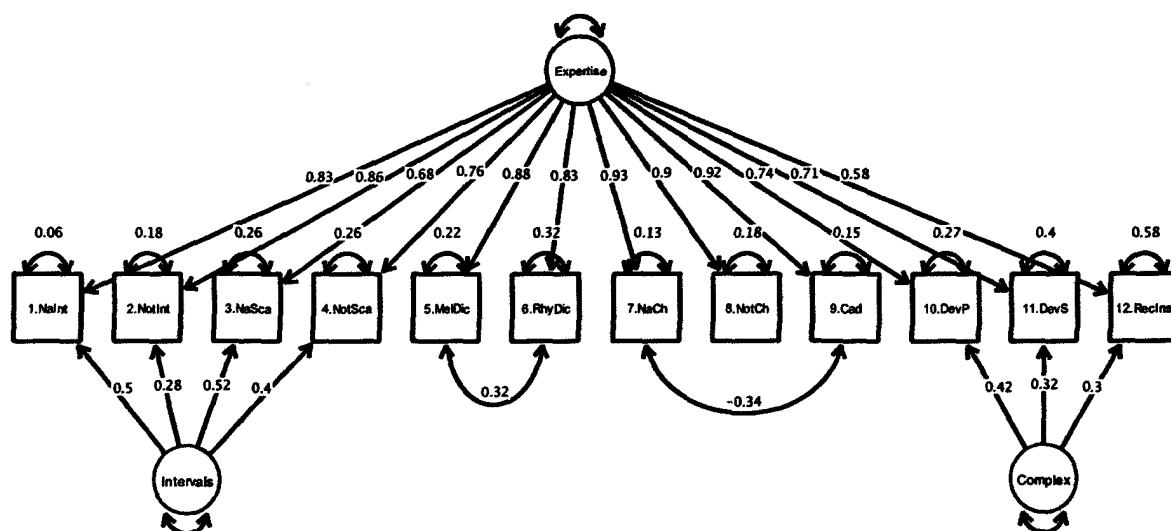 Expertise
0.83 0.86 0.68 0.76 0.88 0.83 0.93 0.9 0.92 0.74 0.71 0.58
0.06 0.18 0.26 0.26 0.22 0.32 0.13 0.18 0.15 0.27 0.4 0.58
1.NaInt 2.NotInt 3.NaSca 4.NotSca 5.MelDic 6.RhyDic 7.NaCh 8.NotCh 9.Cad 10.DevP 11.DevS 12.RecIns
0.5 0.28 0.52 0.4 0.32 -0.34 0.42 0.32 0.3
Intervals Complex